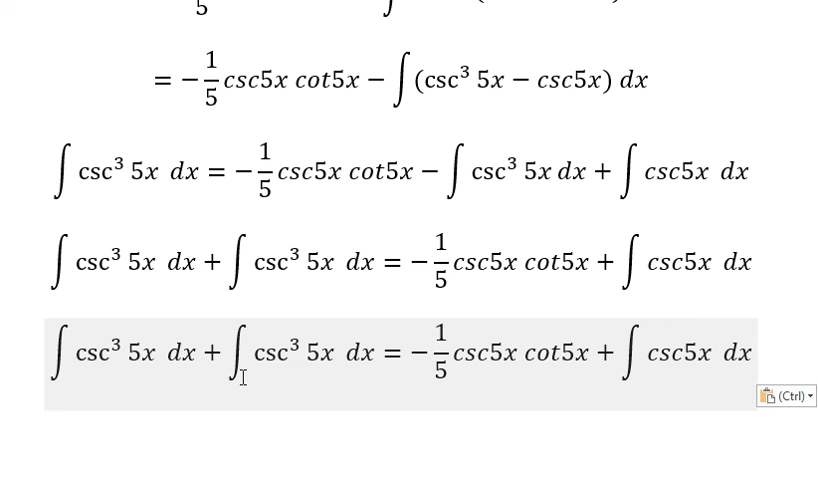 5 ∫
= −1/5 csc5x cot5x − ∫(csc³ 5x − csc5x) dx
∫csc³ 5x dx = −1/5 csc5x cot5x − ∫csc³ 5x dx + ∫csc5x dx
∫csc³ 5x dx + ∫csc³ 5x dx = −1/5 csc5x cot5x + ∫csc5x dx
∫csc³ 5x dx + ∫csc³ 5x dx = −1/5 csc5x cot5x + ∫csc5x dx
(Ctrl)